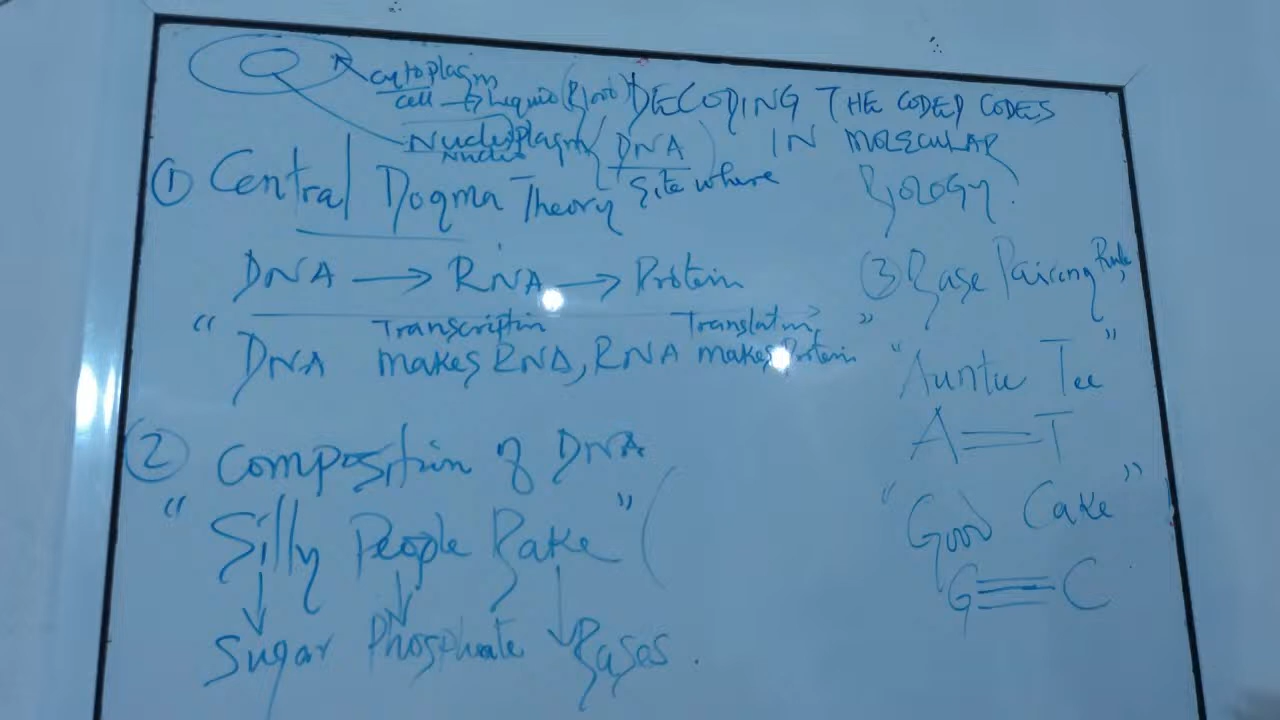 cytoplasm
cell → Liquid (Blood)
DECODING THE CODED CODES
IN MOLECULAR
BIOLOGY!
Nucleoplasm (DNA)
Nucleo
Site where
① Central Dogma Theory
DNA → RNA → Protein
Transcription Translation
"DNA makes RNA, RNA makes Protein"
② Composition of DNA
"Silly People Bake" (
Sugar Phosphate Bases.
③ Base Pairing Rule
"Auntie Tee"
A=T
"Good Cake"
G≡C